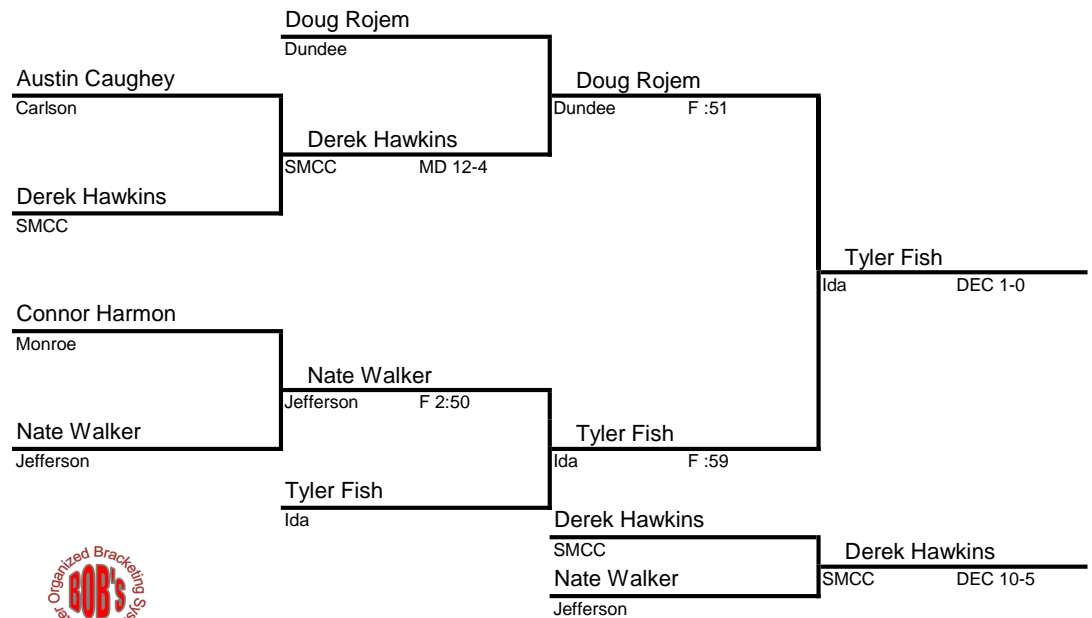 Doug Rojem
Dundee
Austin Caughey
Carlson
Doug Rojem
Dundee F :51
Derek Hawkins
SMCC MD 12-4
Derek Hawkins
SMCC
Tyler Fish
Ida DEC 1-0
Connor Harmon
Monroe
Nate Walker
Jefferson F 2:50
Nate Walker
Jefferson
Tyler Fish
Ida F :59
Tyler Fish
Ida
Derek Hawkins
SMCC
Derek Hawkins
SMCC DEC 10-5
Nate Walker
Jefferson
Organized Bracketing
BOB's